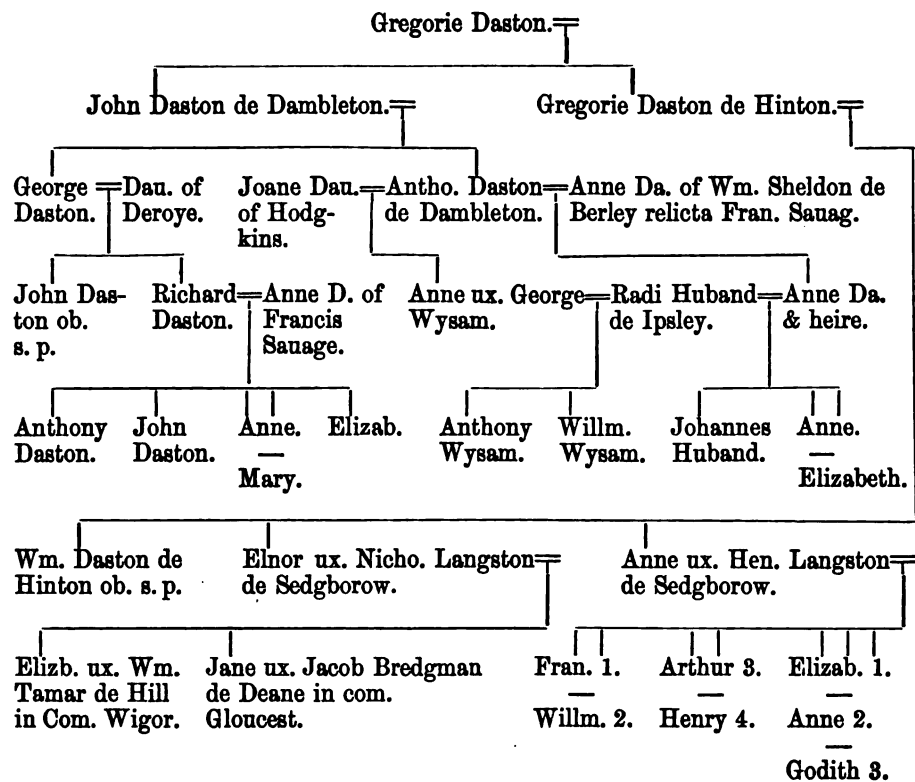 Gregorie Daston.
John Daston de Dambleton.
Gregorie Daston de Hinton.
George Daston.
Dau. of Deroye.
Joane Dau. of Hodg-
kins.
Antho. Daston
de Dambleton.
Anne Da. of Wm. Sheldon de
Berley relicta Fran. Sauag.
John Das-
ton ob.
s. p.
Richard
Daston.
Anne D. of
Francis
Sauage.
Anne ux. George
Wysam.
Radi Huband
de Ipsley.
Anne Da.
& heire.
Anthony
Daston.
John
Daston.
Anne.
—
Mary.
Elizab.
Anthony
Wysam.
Willm.
Wysam.
Johannes
Huband.
Anne.
—
Elizabeth.
Wm. Daston de
Hinton ob. s. p.
Elnor ux. Nicho. Langston
de Sedgborow.
Anne ux. Hen. Langston
de Sedgborow.
Elizb. ux. Wm.
Tamar de Hill
in Com. Wigor.
Jane ux. Jacob Bredgman
de Deane in com.
Gloucest.
Fran. 1.
—
Willm. 2.
Arthur 3.
—
Henry 4.
Elizab. 1.
—
Anne 2.
—
Godith 3.